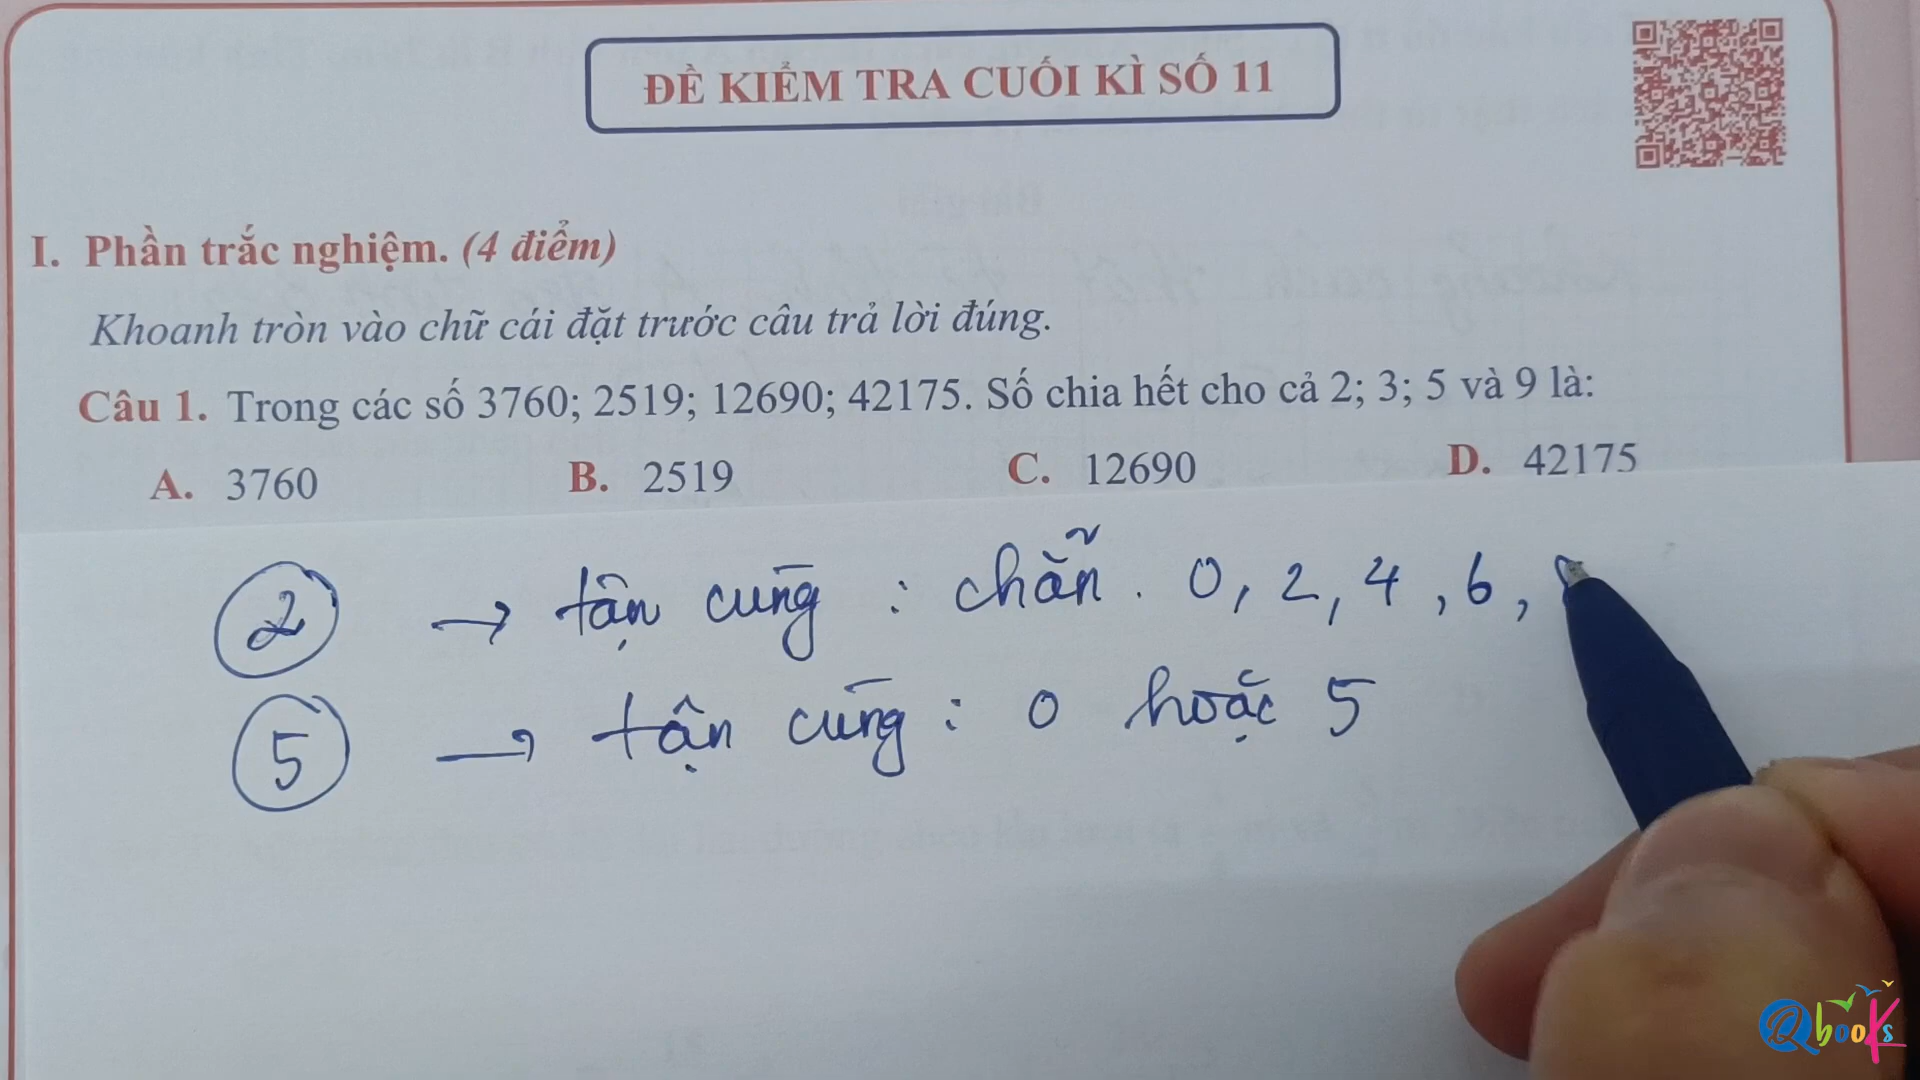 ĐỀ KIỂM TRA CUỐI KÌ SỐ 11
I. Phần trắc nghiệm. (4 điểm)
Khoanh tròn vào chữ cái đặt trước câu trả lời đúng.
Câu 1. Trong các số 3760; 2519; 12690; 42175. Số chia hết cho cả 2; 3; 5 và 9 là:
A. 3760 B. 2519 C. 12690 D. 42175
2 → tận cùng : chẵn. 0, 2, 4, 6,
5 → tận cùng : 0 hoặc 5
Qbooks